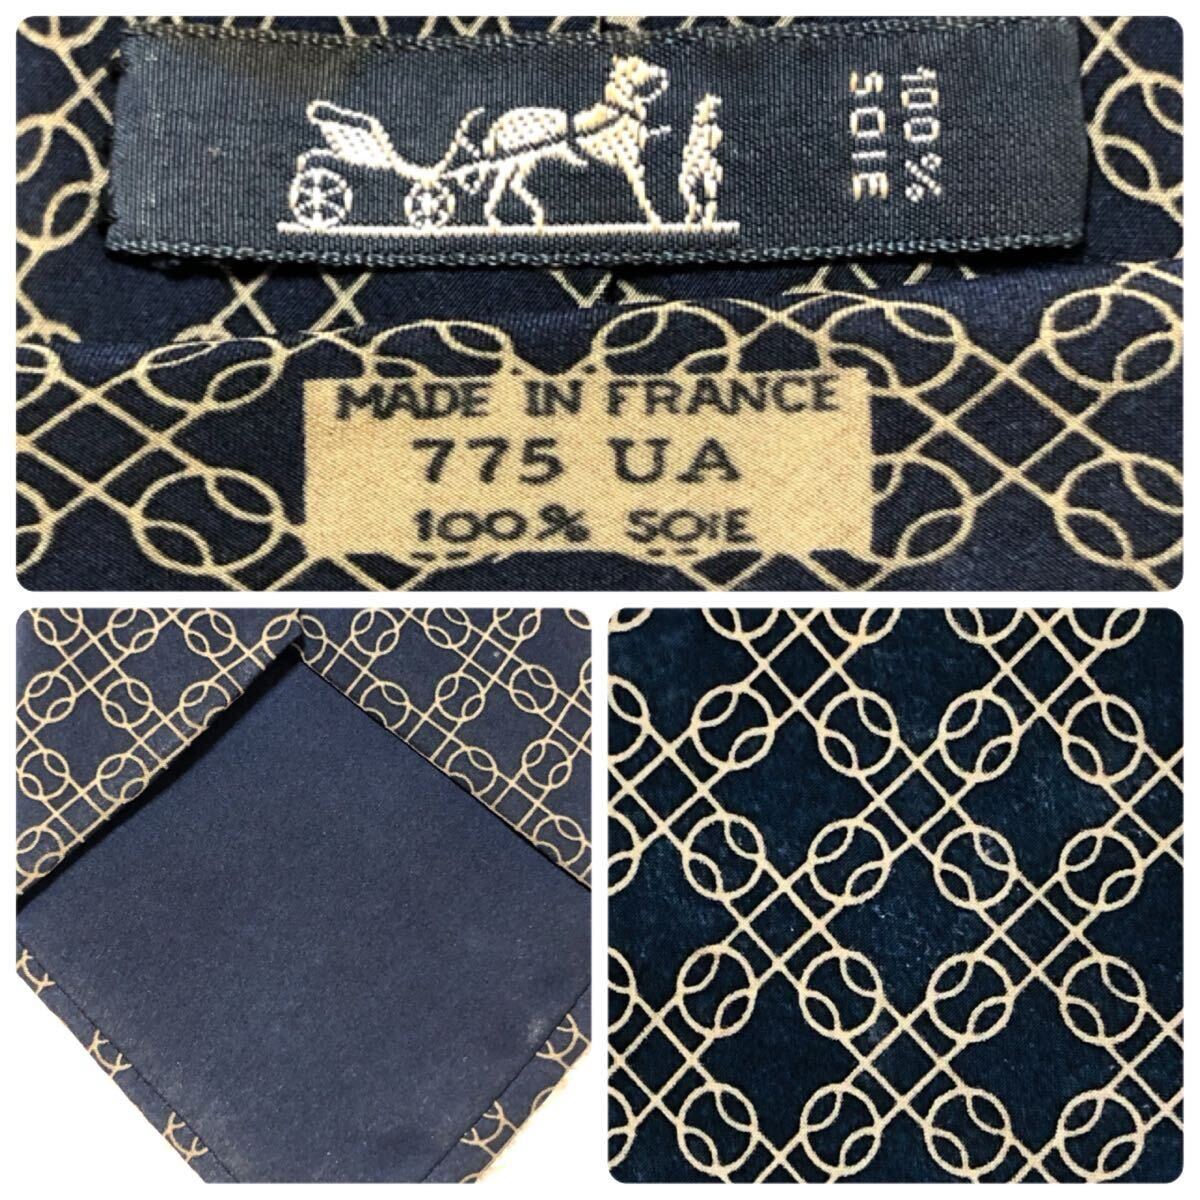 100%
SOIE
MADE IN FRANCE
775 UA
100% SOIE